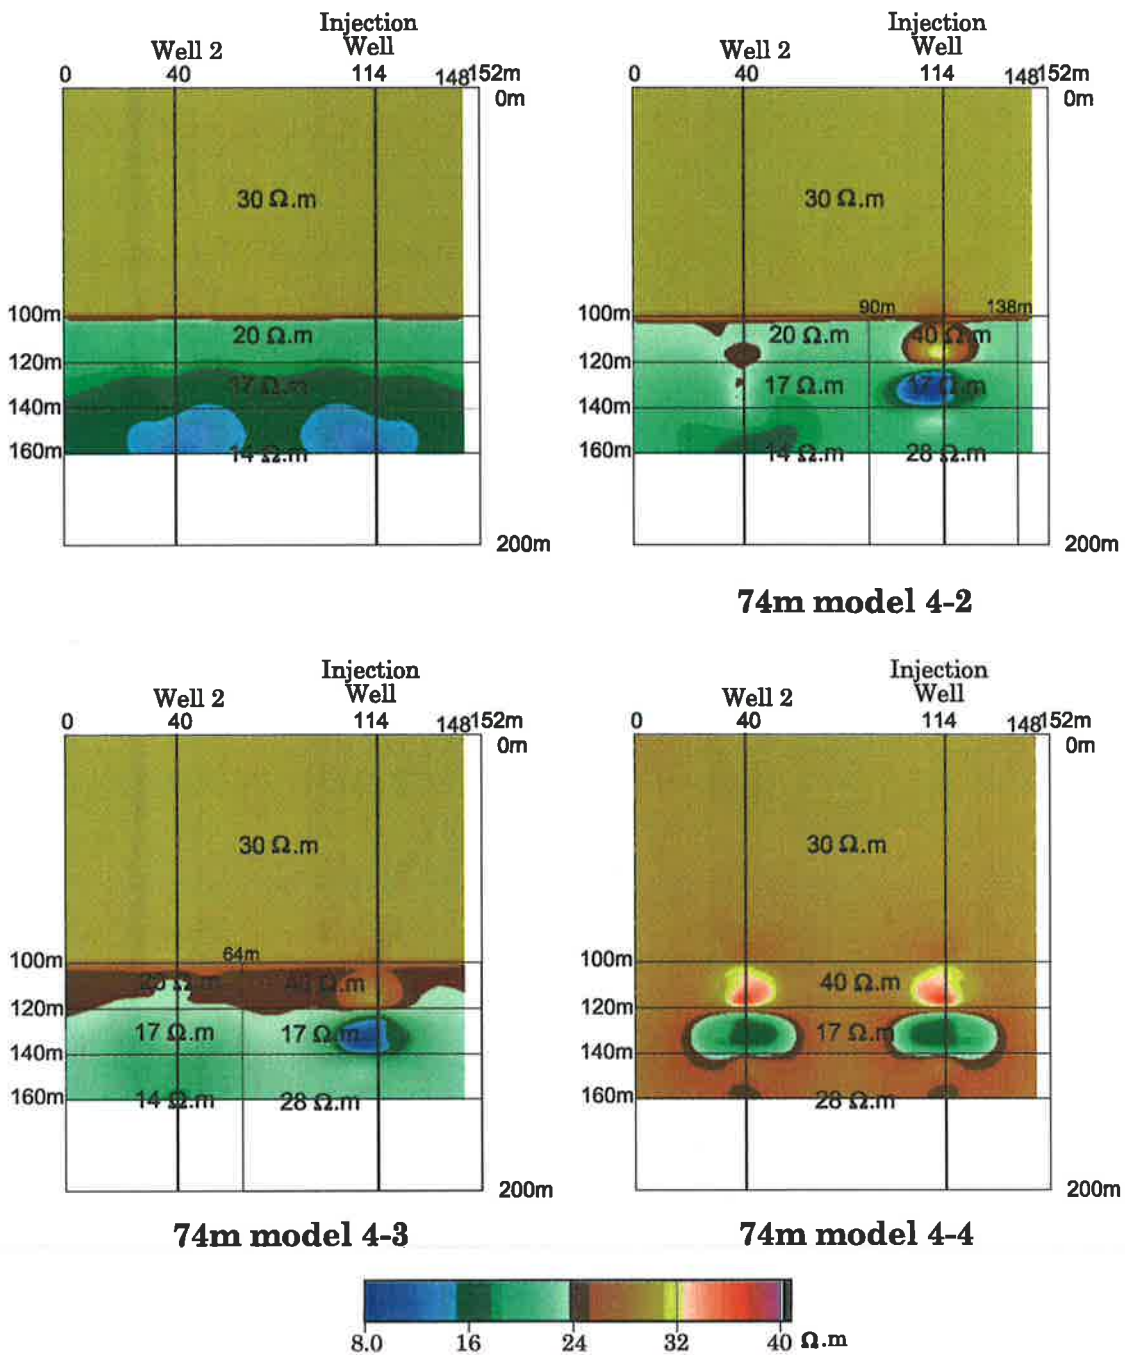 Injection
Well
Well 2
0 40 114 148 152m
0m
30 Ω.m
100m
20 Ω.m
120m
17 Ω.m
140m
14 Ω.m
160m
200m
Injection
Well
Well 2
0 40 114 148 152m
0m
30 Ω.m
100m 90m 138m
20 Ω.m 40 Ω.m
120m
17 Ω.m 17 Ω.m
140m
14 Ω.m 28 Ω.m
160m
200m
74m model 4-2
Injection
Well
Well 2
0 40 114 148 152m
0m
30 Ω.m
100m 64m
20 Ω.m 40 Ω.m
120m
17 Ω.m 17 Ω.m
140m
14 Ω.m 28 Ω.m
160m
200m
74m model 4-3
Injection
Well
Well 2
0 40 114 148 152m
0m
30 Ω.m
100m
40 Ω.m
120m
17 Ω.m
140m
28 Ω.m
160m
200m
74m model 4-4
8.0 16 24 32 40 Ω.m